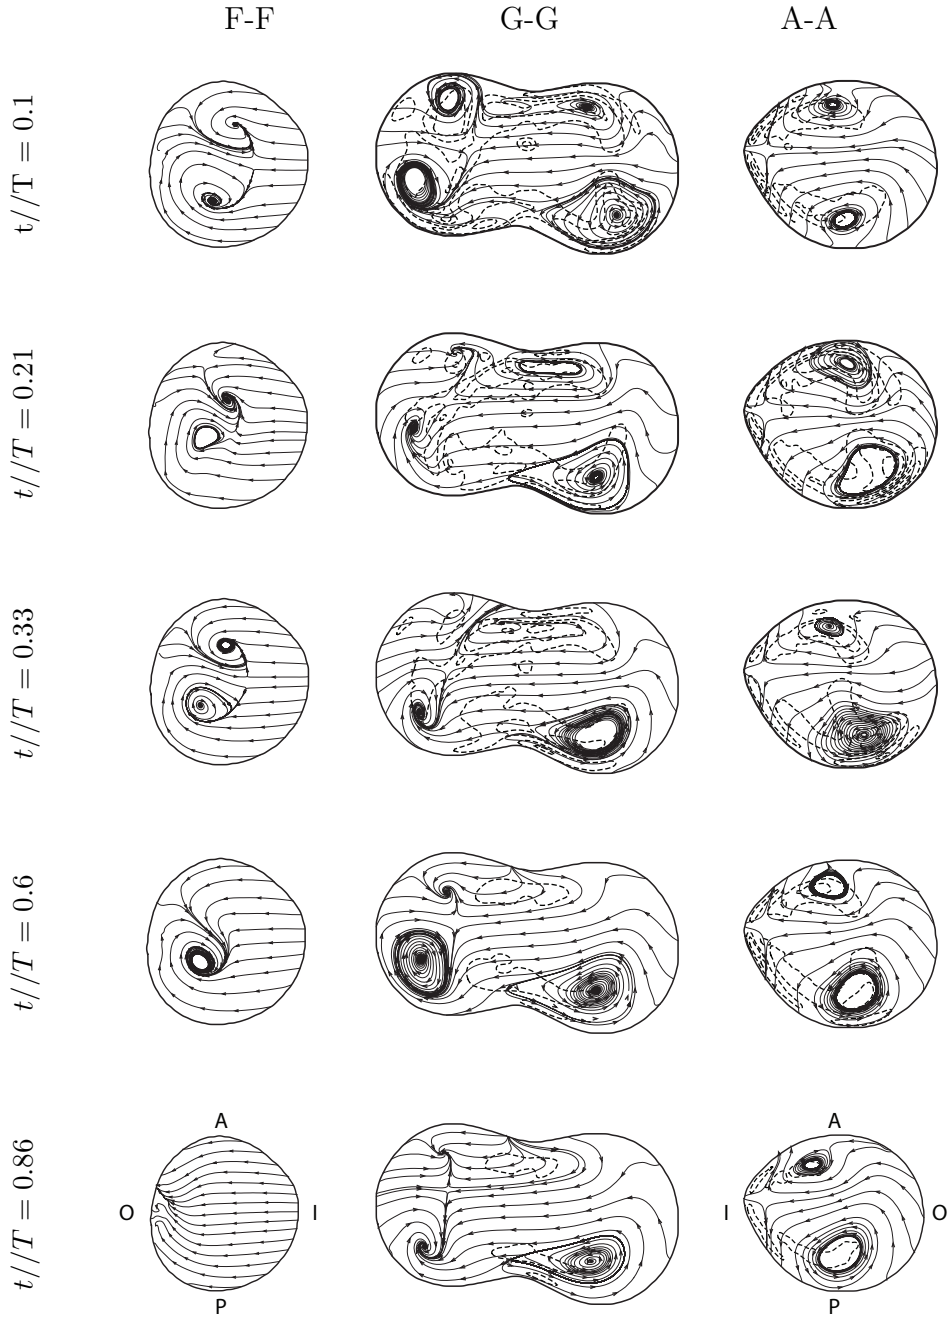 F-F G-G A-A
t//T = 0.1
t//T = 0.21
t//T = 0.33
t//T = 0.6
t//T = 0.86
A A
O I I O
P P